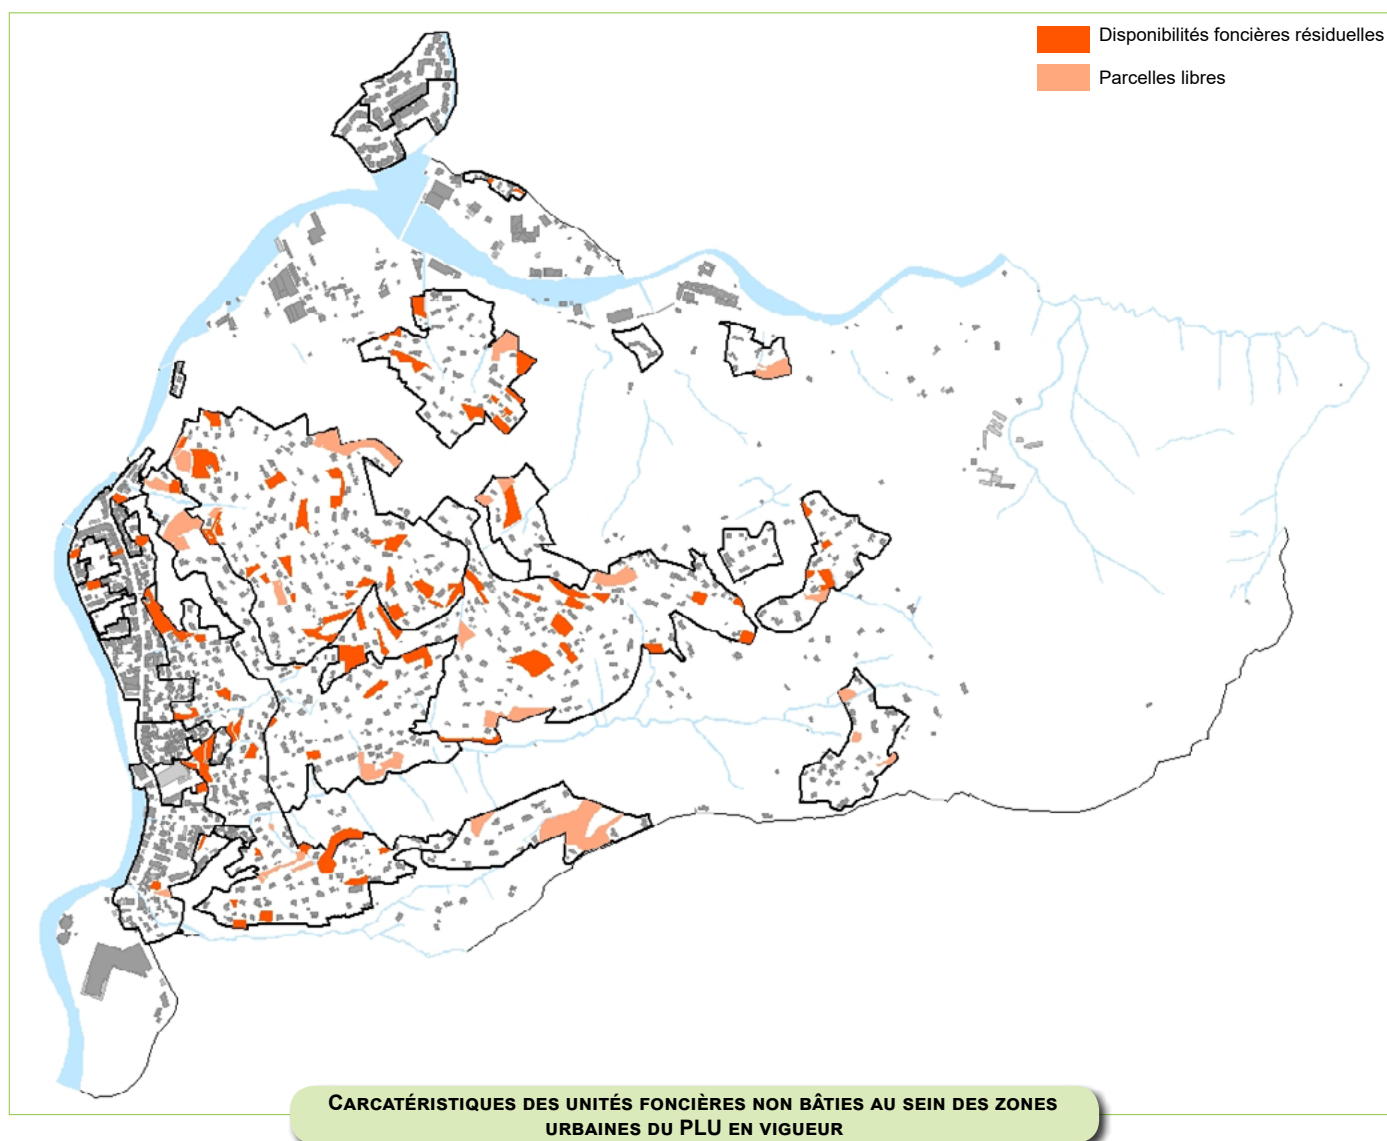 Disponibilités foncières résiduelles
Parcelles libres
CARCATÉRISTIQUES DES UNITÉS FONCIÈRES NON BÂTIES AU SEIN DES ZONES
URBAINES DU PLU EN VIGUEUR